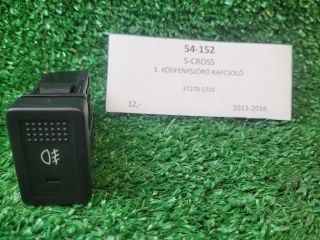 54-152
S-CROSS
E. KÖDFÉNYSZÓRÓ KAPCSOLÓ
37270-57L0
12,- 2013-2016